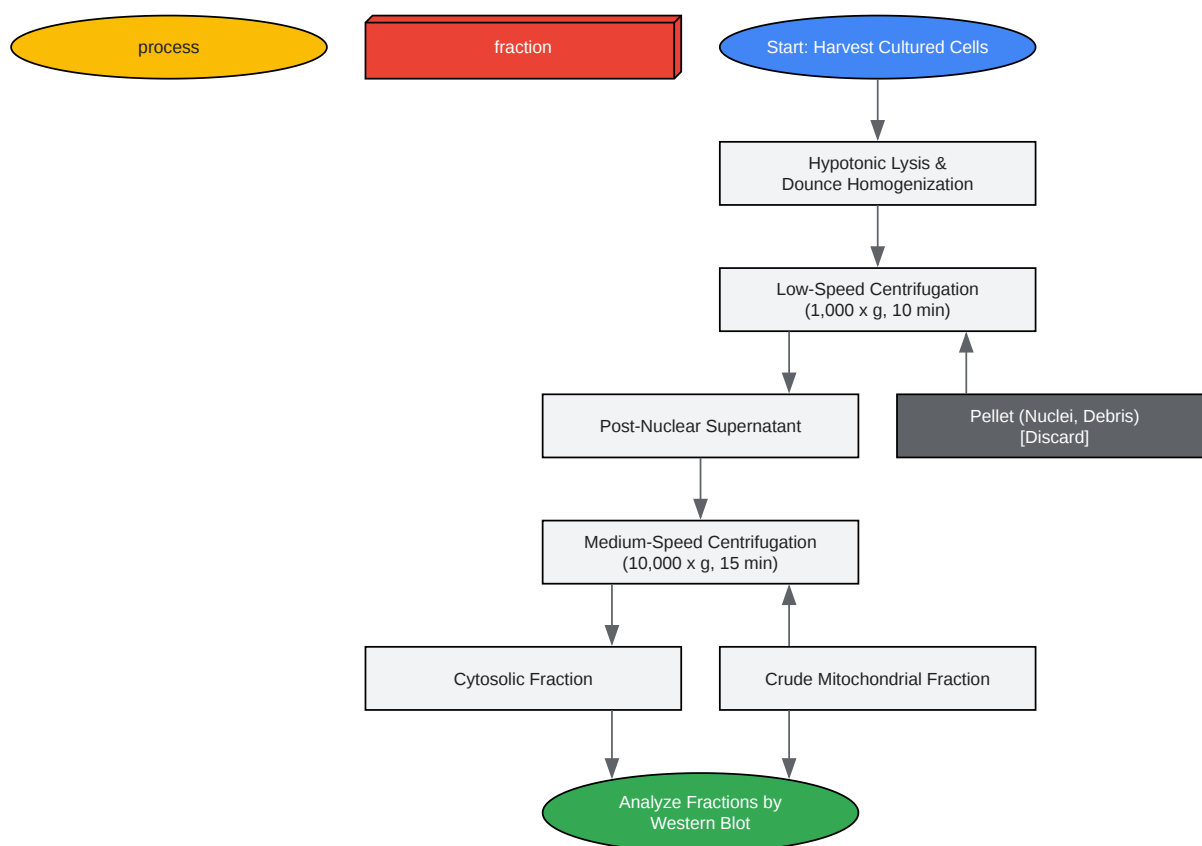 process
fraction
Start: Harvest Cultured Cells
Hypotonic Lysis &
Dounce Homogenization
Low-Speed Centrifugation
(1,000 x g, 10 min)
Post-Nuclear Supernatant
Pellet (Nuclei, Debris)
[Discard]
Medium-Speed Centrifugation
(10,000 x g, 15 min)
Cytosolic Fraction
Crude Mitochondrial Fraction
Analyze Fractions by
Western Blot